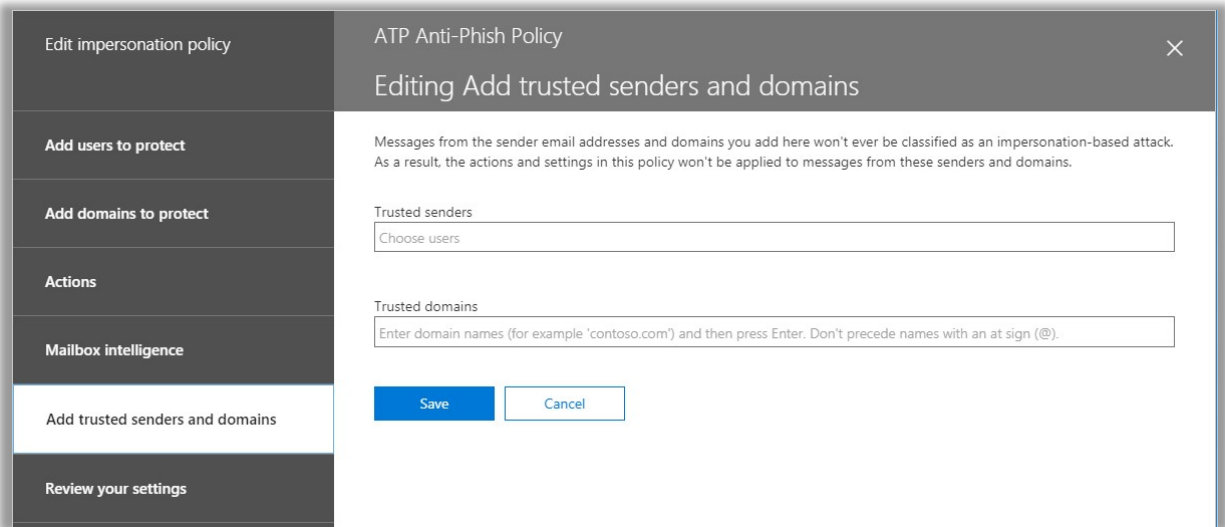 Edit impersonation policy
Add users to protect
Add domains to protect
Actions
Mailbox intelligence
Add trusted senders and domains
Review your settings
ATP Anti-Phish Policy
Editing Add trusted senders and domains
Messages from the sender email addresses and domains you add here won't ever be classified as an impersonation-based attack.
As a result, the actions and settings in this policy won't be applied to messages from these senders and domains.
Trusted senders
Choose users
Trusted domains
Enter domain names (for example 'contoso.com') and then press Enter. Don't precede names with an at sign (@).
Save
Cancel